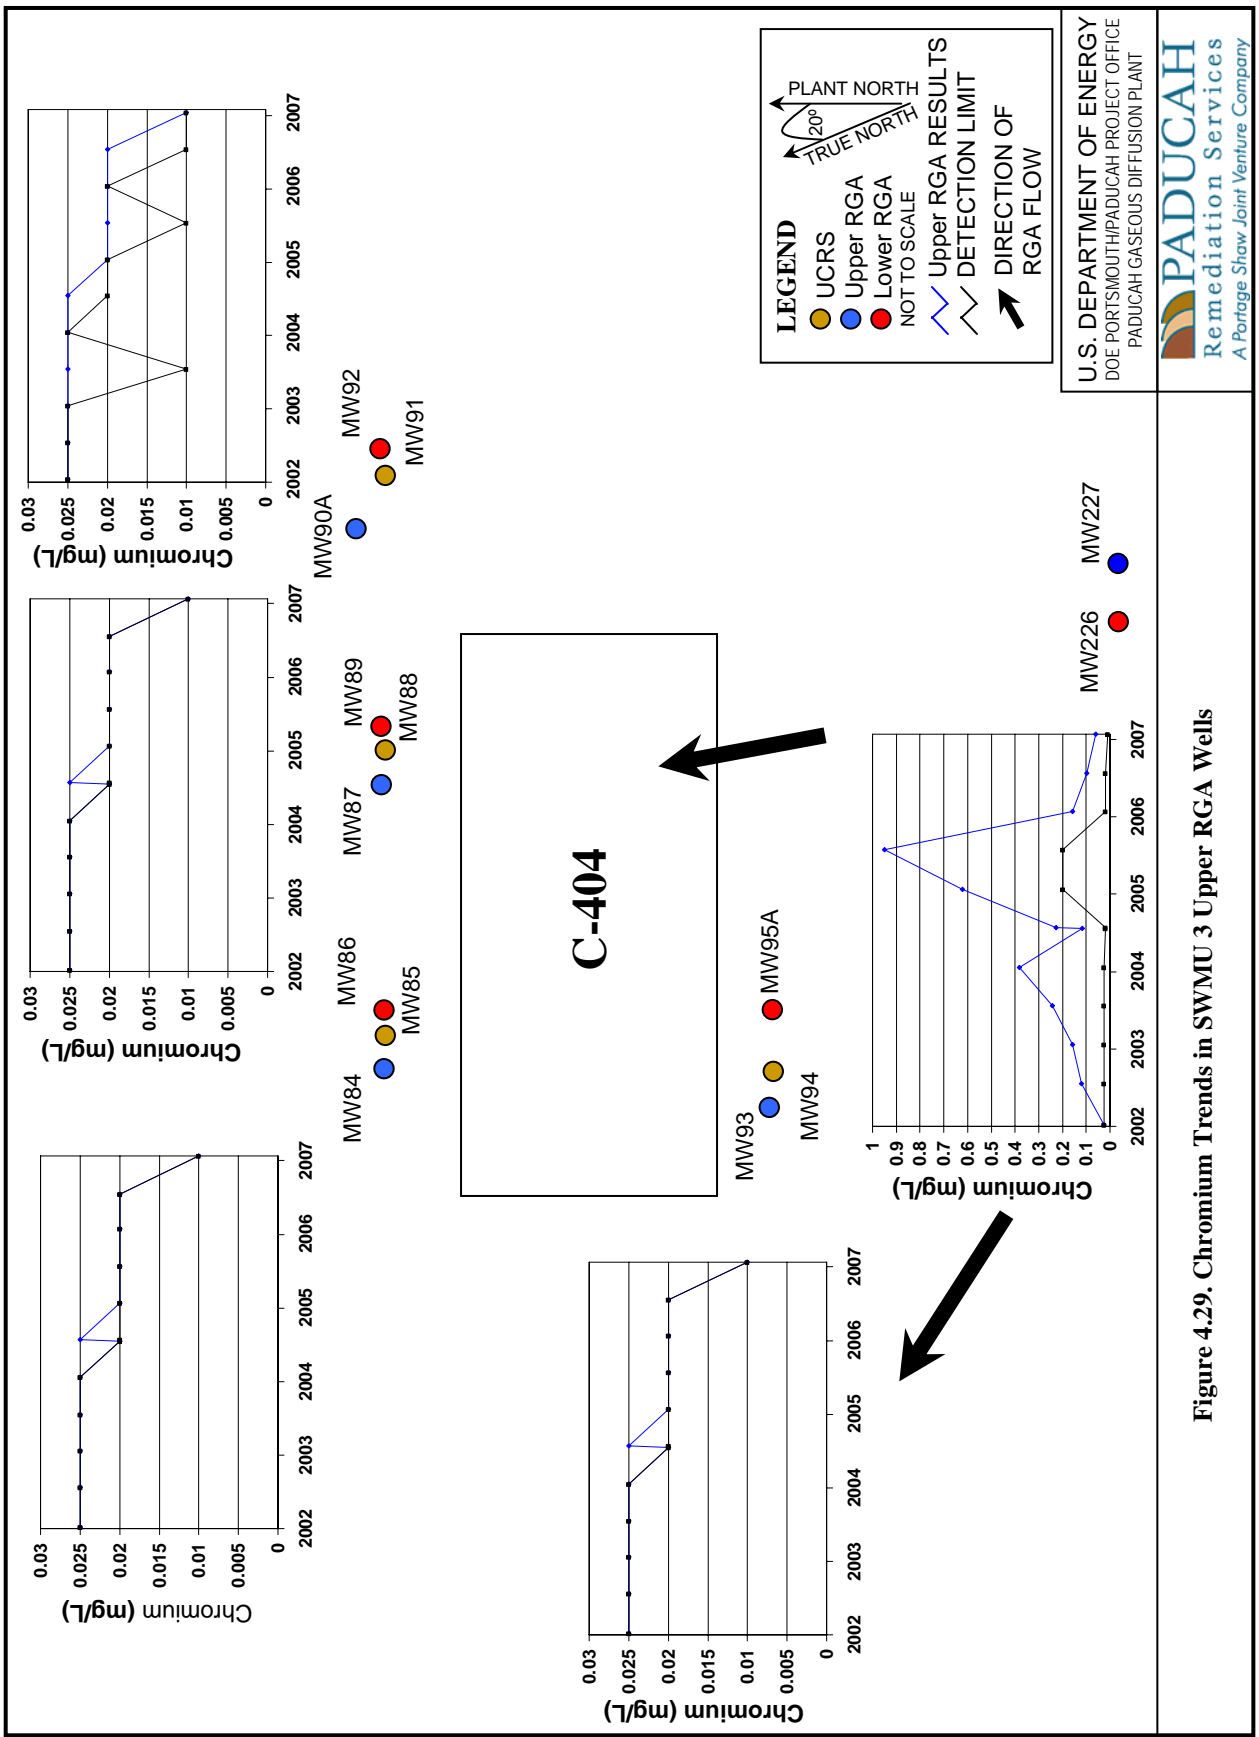 0.03
0.025
0.02
0.015
0.01
0.005
0
Chromium (mg/L)
2002
2003
2004
2005
2006
2007
0.03
0.025
0.02
0.015
0.01
0.005
0
Chromium (mg/L)
2002
2003
2004
2005
2006
2007
0.03
0.025
0.02
0.015
0.01
0.005
0
Chromium (mg/L)
2002
2003
2004
2005
2006
2007
MW84
MW86
MW85
MW87
MW89
MW88
MW90A
MW92
MW91
C-404
0.03
0.025
0.02
0.015
0.01
0.005
0
Chromium (mg/L)
2002
2003
2004
2005
2006
2007
MW93
MW94
MW95A
1
0.9
0.8
0.7
0.6
0.5
0.4
0.3
0.2
0.1
0
Chromium (mg/L)
2002
2003
2004
2005
2006
2007
MW226
MW227
LEGEND
UCRS
Upper RGA
Lower RGA
NOT TO SCALE
PLANT NORTH
20º
TRUE NORTH
Upper RGA RESULTS
DETECTION LIMIT
DIRECTION OF
RGA FLOW
U.S. DEPARTMENT OF ENERGY
DOE PORTSMOUTH/PADUCAH PROJECT OFFICE
PADUCAH GASEOUS DIFFUSION PLANT
PADUCAH
Remediation Services
A Portage Shaw Joint Venture Company
Figure 4.29. Chromium Trends in SWMU 3 Upper RGA Wells